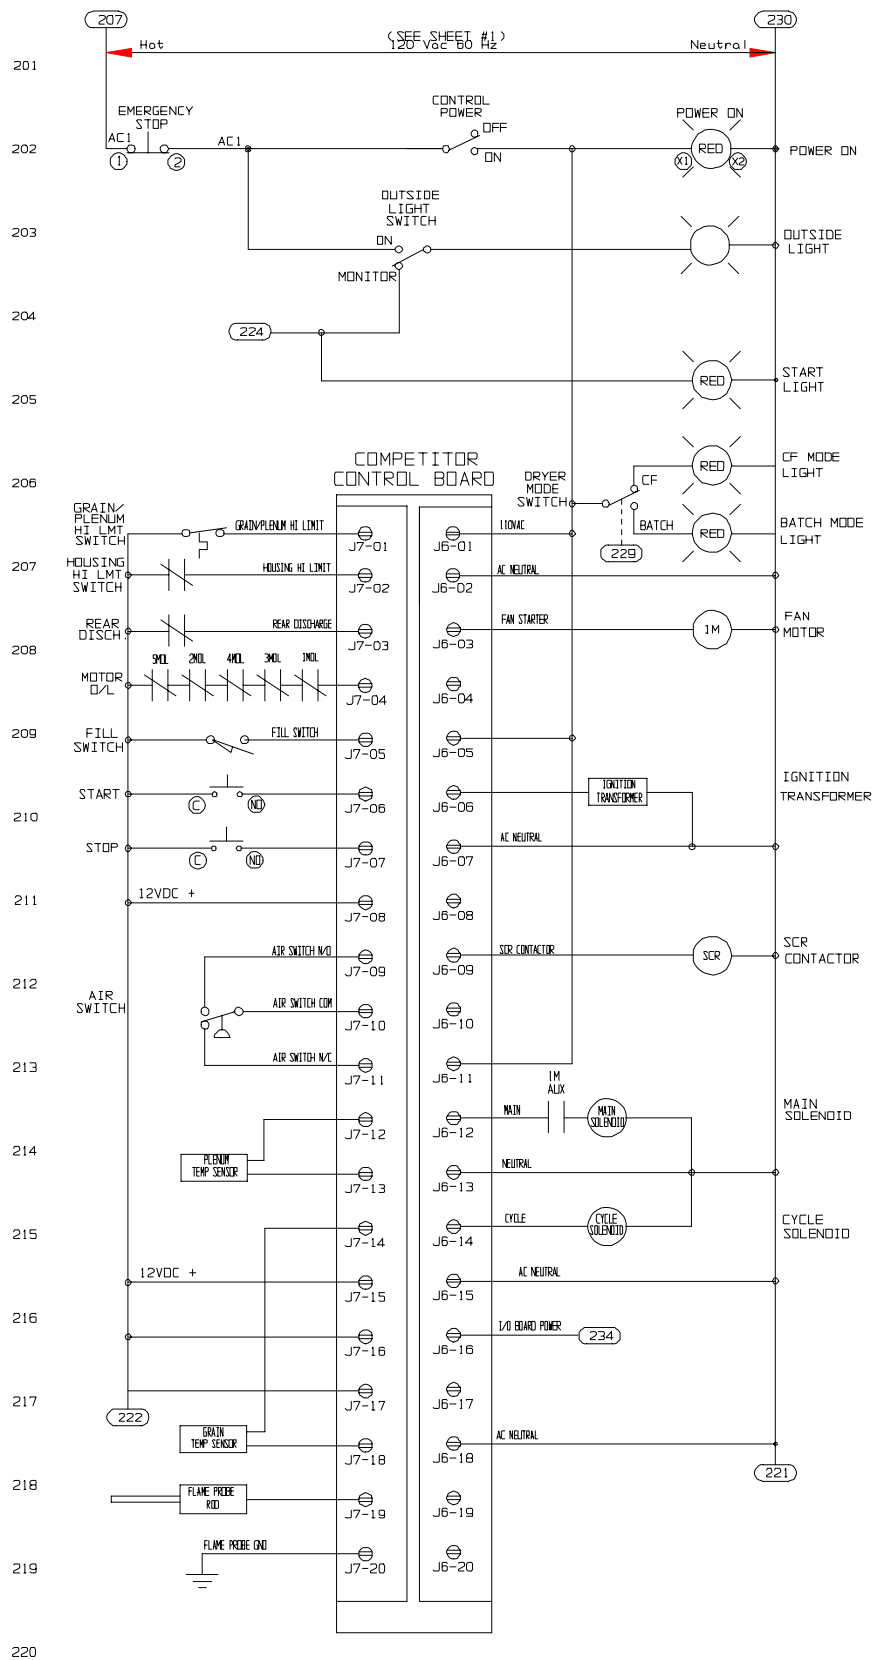 207
230
(SEE SHEET #1)
120 Vac 60 Hz
Hot
Neutral
201
EMERGENCY
STOP
CONTROL
POWER
POWER ON
AC1
AC1
OFF
ON
1
2
X1
RED
X2
POWER ON
202
OUTSIDE
LIGHT
SWITCH
ON
MONITOR
OUTSIDE
LIGHT
203
204
224
RED
START
LIGHT
205
COMPETITOR
CONTROL BOARD
DRYER
MODE
SWITCH
CF
BATCH
229
RED
CF MODE
LIGHT
206
RED
BATCH MODE
LIGHT
GRAIN/
PLENUM
HI LMT
SWITCH
GRAIN/PLENUM HI LIMIT
J7-01
J6-01
110VAC
207
HOUSING
HI LMT
SWITCH
HOUSING HI LIMIT
J7-02
J6-02
AC NEUTRAL
REAR
DISCH.
REAR DISCHARGE
J7-03
J6-03
FAN STARTER
1M
FAN
MOTOR
208
5MOL
2MOL
4MOL
3MOL
1MOL
MOTOR
O/L
J7-04
J6-04
209
FILL
SWITCH
FILL SWITCH
J7-05
J6-05
START
C
NO
J7-06
J6-06
IGNITION
TRANSFORMER
IGNITION
TRANSFORMER
210
STOP
C
NO
J7-07
J6-07
AC NEUTRAL
211
12VDC +
J7-08
J6-08
AIR SWITCH N/O
J7-09
J6-09
SCR CONTACTOR
SCR
SCR
CONTACTOR
212
AIR
SWITCH
AIR SWITCH COM
J7-10
J6-10
213
AIR SWITCH N/C
J7-11
J6-11
1M
AUX
J7-12
J6-12
MAIN
MAIN
SOLENOID
MAIN
SOLENOID
214
PLENUM
TEMP SENSOR
J7-13
J6-13
NEUTRAL
215
J7-14
J6-14
CYCLE
CYCLE
SOLENOID
CYCLE
SOLENOID
12VDC +
J7-15
J6-15
AC NEUTRAL
216
J7-16
J6-16
I/O BOARD POWER
234
217
J7-17
J6-17
222
GRAIN
TEMP SENSOR
J7-18
J6-18
AC NEUTRAL
221
218
FLAME PROBE
ROD
J7-19
J6-19
219
FLAME PROBE GND
J7-20
J6-20
220